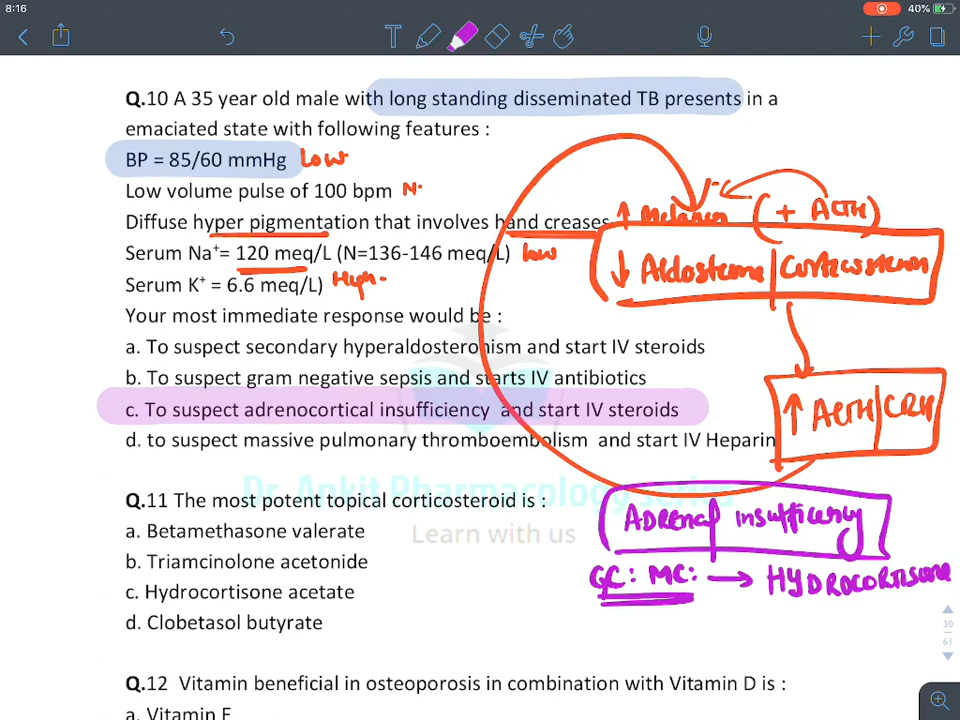 8:16
40%
Q.10 A 35 year old male with long standing disseminated TB presents in a
emaciated state with following features :
BP = 85/60 mmHg Low
Low volume pulse of 100 bpm N.
Diffuse hyper pigmentation that involves hand creases ↑ Melanin (+ ACTH)
Serum Na+= 120 meq/L (N=136-146 meq/L) Low
↓ Aldosterone | Corticosterone
Serum K+ = 6.6 meq/L) High
Your most immediate response would be :
a. To suspect secondary hyperaldosteronism and start IV steroids
b. To suspect gram negative sepsis and starts IV antibiotics
c. To suspect adrenocortical insufficiency and start IV steroids
↑ ACTH|CRH
d. to suspect massive pulmonary thromboembolism and start IV Heparin
Dr. Ankit Pharmacology series
Learn with us
Q.11 The most potent topical corticosteroid is :
ADRENAL insufficiency
a. Betamethasone valerate
b. Triamcinolone acetonide
GC: MC: → HYDROCORTISONE
c. Hydrocortisone acetate
d. Clobetasol butyrate
30
61
Q.12 Vitamin beneficial in osteoporosis in combination with Vitamin D is :
a. Vitamin E